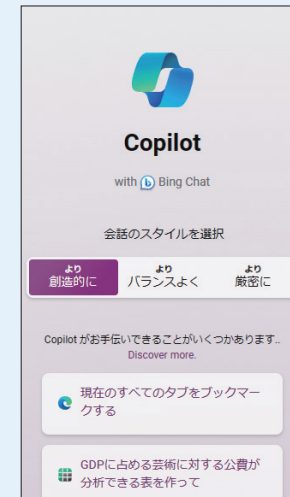 Copilot
with b Bing Chat
会話のスタイルを選択
より
創造的に
より
バランスよく
より
厳密に
Copilot がお手伝いできることがいくつかあります..
Discover more.
現在のすべてのタブをブックマー
クする
GDPに占める芸術に対する公費が
分析できる表を作って